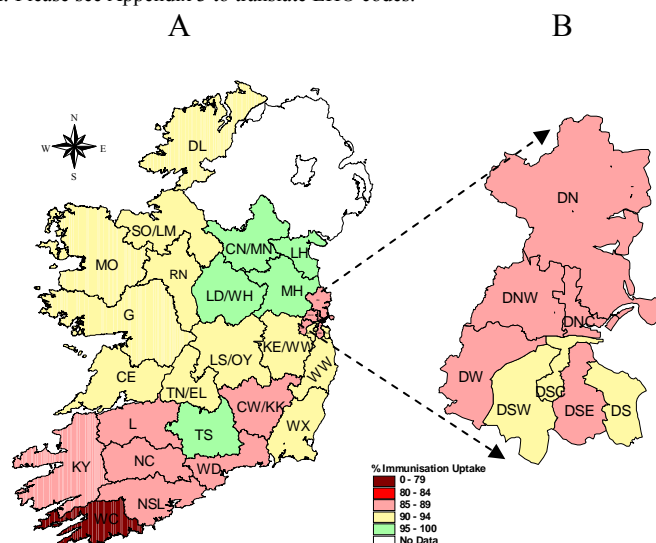 . Please see Appendix 3 to translate LHO codes.
A
B
N
W
E
S
DL
SO/LM
CN/MN
LH
MO
RN
LD/WH
MH
G
LS/OY
KE/WW
WW
CE
TN/EL
CW/KK
L
TS
WX
KY
NC
WD
NSL
WC
DN
DNW
DNC
DW
DSC
DSW
DSE
DS
% Immunisation Uptake
0 - 79
80 - 84
85 - 89
90 - 94
95 - 100
No Data